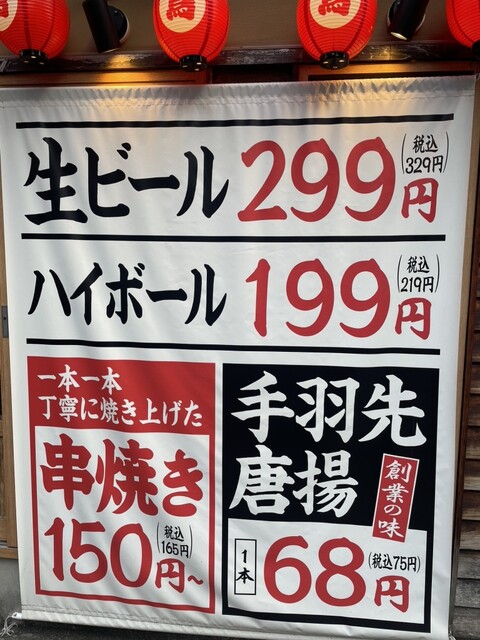 生ビール 299円 (税込329円)
ハイボール 199円 (税込219円)
一本一本
丁寧に焼き上げた
串焼き
150円~ (税込165円)
手羽先
唐揚
創業の味
1本 68円 (税込75円)